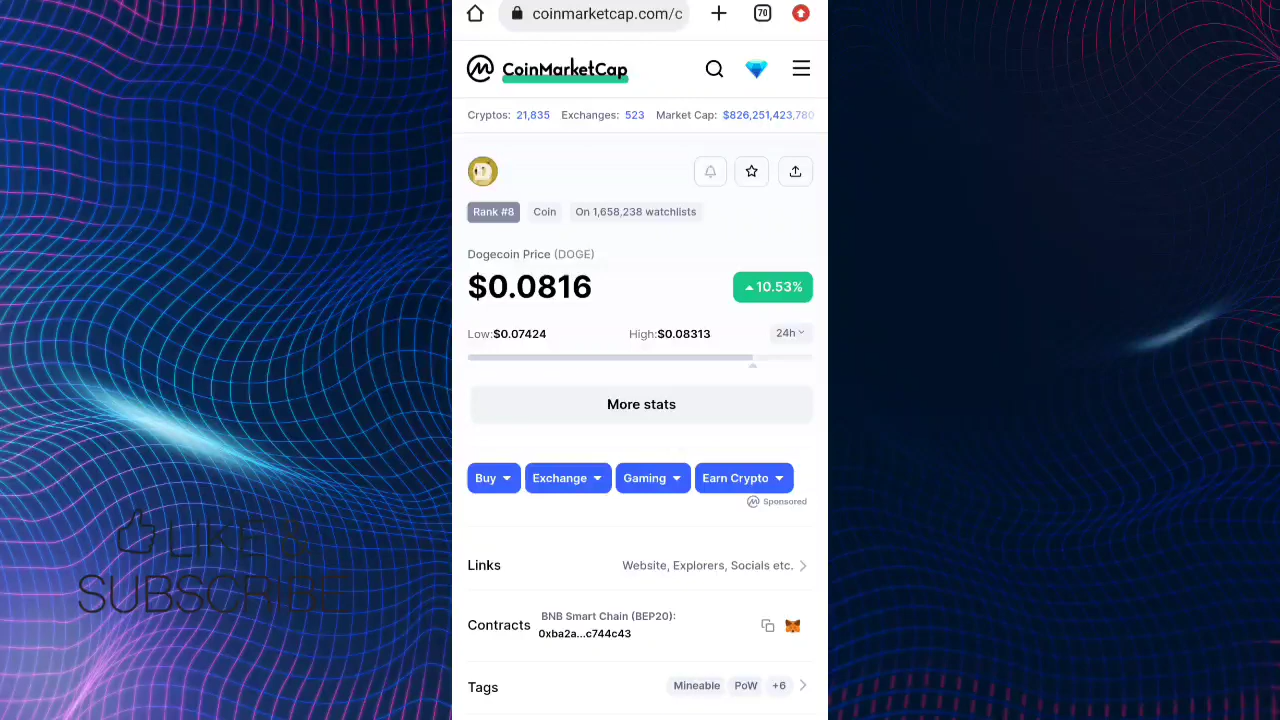 coinmarketcap.com/c
70
CoinMarketCap
Cryptos: 21,835 Exchanges: 523 Market Cap: $826,251,423,780
Rank #8 Coin On 1,658,238 watchlists
Dogecoin Price (DOGE)
$0.0816 10.53%
Low:$0.07424 High:$0.08313 24h
More stats
Buy Exchange Gaming Earn Crypto
Sponsored
Links Website, Explorers, Socials etc.
Contracts BNB Smart Chain (BEP20):
0xba2a...c744c43
Tags Mineable PoW +6
LIKE &
SUBSCRIBE